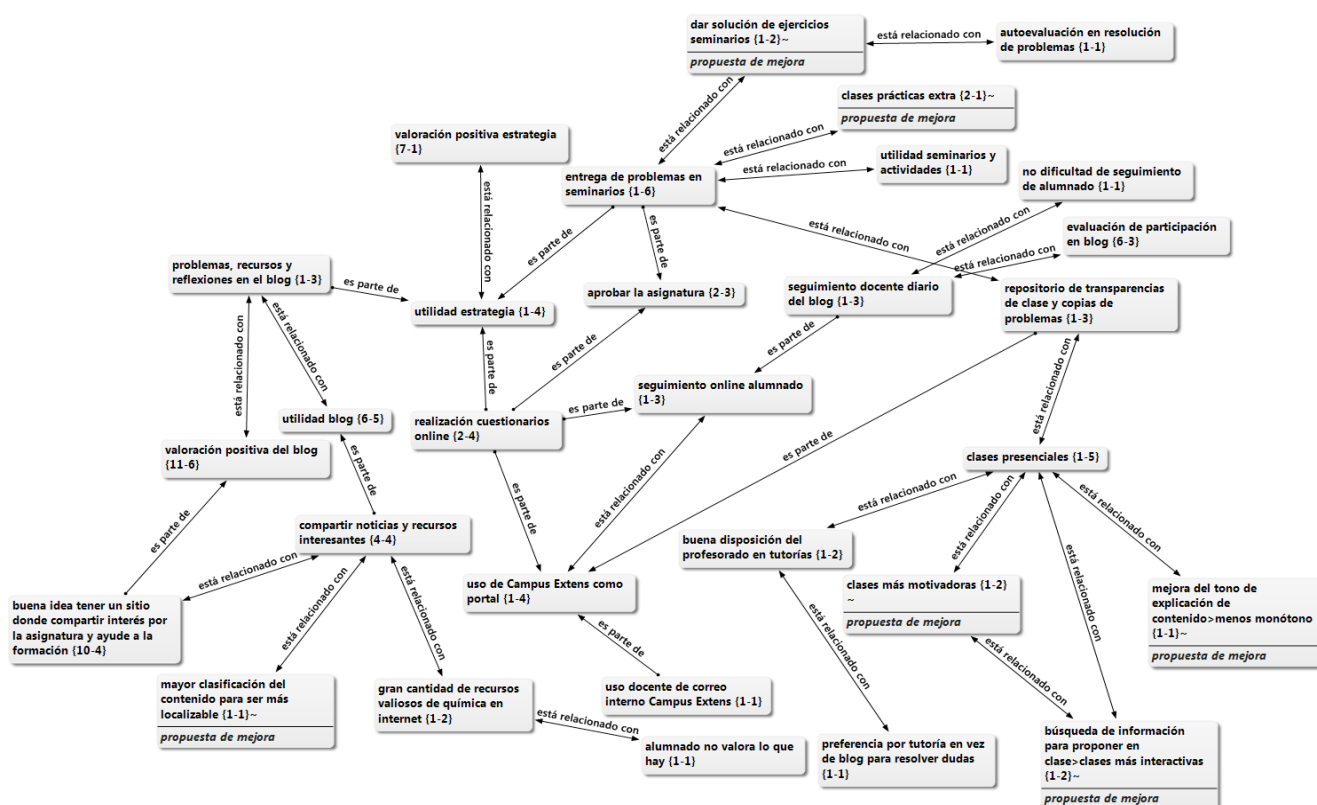 dar solución de ejercicios
seminarios {1-2}~
propuesta de mejora
está relacionado con
autoevaluación en resolución
de problemas {1-1}
está relacionado con
clases prácticas extra {2-1}~
propuesta de mejora
está relacionado con
valoración positiva estrategia
{7-1}
está relacionado con
utilidad seminarios y
actividades {1-1}
entrega de problemas en
seminarios {1-6}
no dificultad de seguimiento
de alumnado {1-1}
está relacionado con
está relacionado con
está relacionado con
evaluación de participación
en blog {6-3}
está relacionado con
es parte de
es parte de
problemas, recursos y
reflexiones en el blog {1-3}
es parte de
utilidad estrategia {1-4}
aprobar la asignatura {2-3}
seguimiento docente diario
del blog {1-3}
repositorio de transparencias
de clase y copias de
problemas {1-3}
está relacionado con
está relacionado con
es parte de
es parte de
es parte de
seguimiento online alumnado
{1-3}
está relacionado con
utilidad blog {6-5}
realización cuestionarios
online {2-4}
es parte de
valoración positiva del blog
{11-6}
es parte de
clases presenciales {1-5}
es parte de
es parte de
está relacionado con
está relacionado con
está relacionado con
está relacionado con
es parte de
compartir noticias y recursos
interesantes {4-4}
buena disposición del
profesorado en tutorías {1-2}
está relacionado con
está relacionado con
está relacionado con
está relacionado con
buena idea tener un sitio
donde compartir interés por
la asignatura y ayude a la
formación {10-4}
uso de Campus Extens como
portal {1-4}
clases más motivadoras {1-2}
~
propuesta de mejora
mejora del tono de
explicación de
contenido>menos monótono
{1-1}~
propuesta de mejora
es parte de
está relacionado con
está relacionado con
mayor clasificación del
contenido para ser más
localizable {1-1}~
propuesta de mejora
gran cantidad de recursos
valiosos de química en
internet {1-2}
uso docente de correo
interno Campus Extens {1-1}
está relacionado con
alumnado no valora lo que
hay {1-1}
preferencia por tutoría en vez
de blog para resolver dudas
{1-1}
búsqueda de información
para proponer en
clase>clases más interactivas
{1-2}~
propuesta de mejora